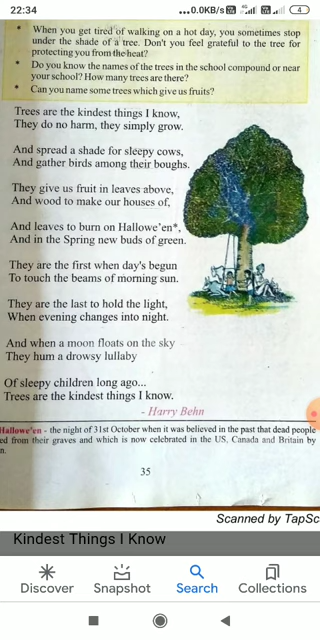 22:34
...0.0KB/s
4G
4
* When you get tired of walking on a hot day, you sometimes stop
under the shade of a tree. Don't you feel grateful to the tree for
protecting you from the heat?
* Do you know the names of the trees in the school compound or near
your school? How many trees are there?
* Can you name some trees which give us fruits?
Trees are the kindest things I know,
They do no harm, they simply grow.
And spread a shade for sleepy cows,
And gather birds among their boughs.
They give us fruit in leaves above,
And wood to make our houses of,
And leaves to burn on Hallowe'en*,
And in the Spring new buds of green.
They are the first when day's begun
To touch the beams of morning sun.
They are the last to hold the light,
When evening changes into night.
And when a moon floats on the sky
They hum a drowsy lullaby
Of sleepy children long ago...
Trees are the kindest things I know.
- Harry Behn
Hallowe'en - the night of 31st October when it was believed in the past that dead people
ed from their graves and which is now celebrated in the US, Canada and Britain by
n.
35
Scanned by TapSc
Kindest Things I Know
Discover Snapshot Search Collections